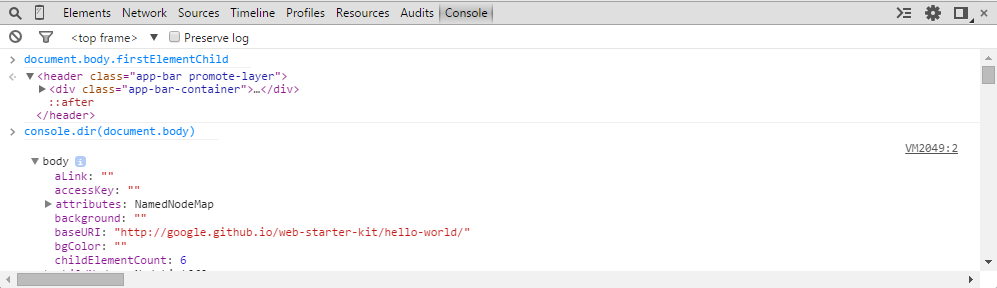 Elements Network Sources Timeline Profiles Resources Audits Console
<top frame> Preserve log
document.body.firstElementChild
<header class="app-bar promote-layer">
<div class="app-bar-container">…</div>
::after
</header>
console.dir(document.body)
VM2049:2
body i
aLink: ""
accessKey: ""
attributes: NamedNodeMap
background: ""
baseURI: "http://google.github.io/web-starter-kit/hello-world/"
bgColor: ""
childElementCount: 6